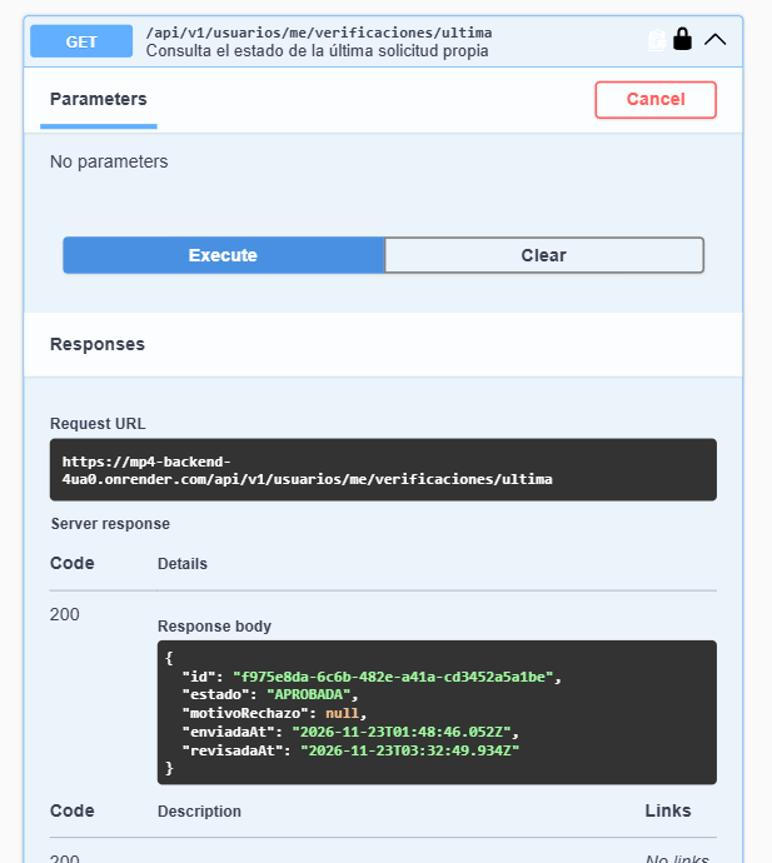 GET
/api/v1/usuarios/me/verificaciones/ultima
Consulta el estado de la última solicitud propia
Parameters
Cancel
No parameters
Execute
Clear
Responses
Request URL
https://mp4-backend-
4ua0.onrender.com/api/v1/usuarios/me/verificaciones/ultima
Server response
Code
Details
200
Response body
{
"id": "f975e8da-6c6b-482e-a41a-cd3452a5a1be",
"estado": "APROBADA",
"motivoRechazo": null,
"enviadaAt": "2026-11-23T01:48:46.052Z",
"revisadaAt": "2026-11-23T03:32:49.934Z"
}
Code
Description
Links
200
No links